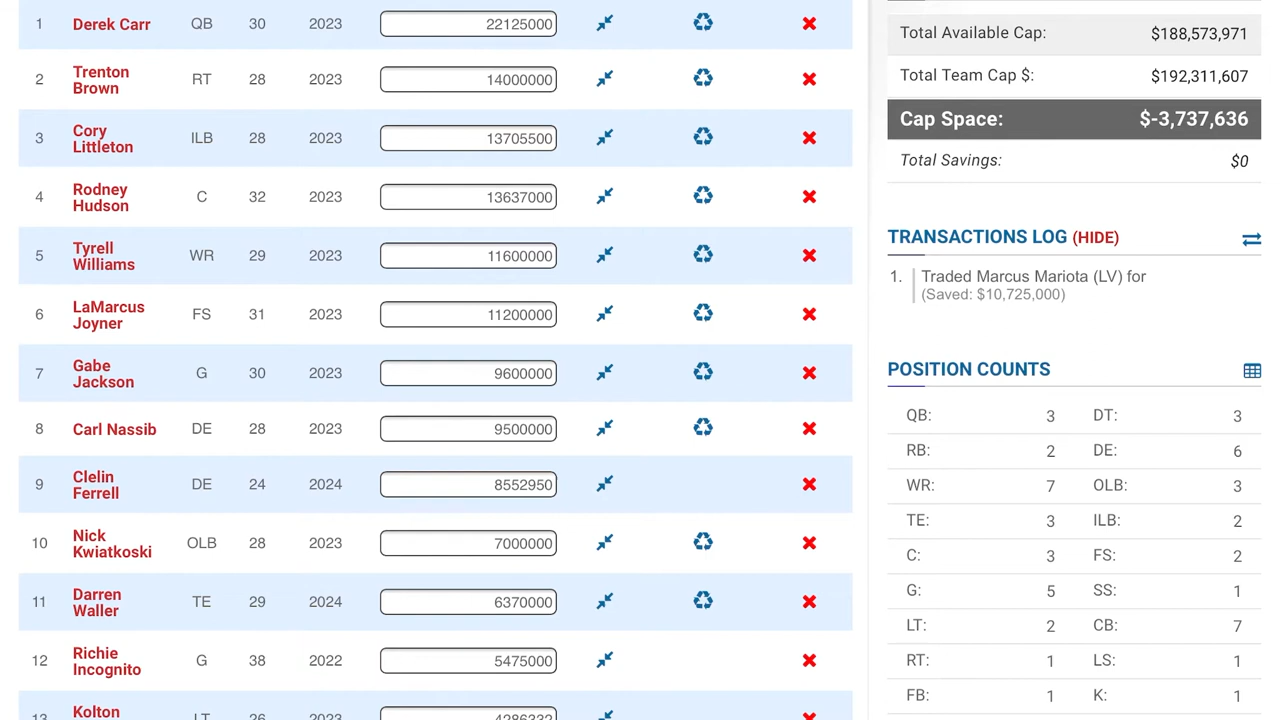 1 Derek Carr QB 30 2023 22125000
2 Trenton Brown RT 28 2023 14000000
3 Cory Littleton ILB 28 2023 13705500
4 Rodney Hudson C 32 2023 13637000
5 Tyrell Williams WR 29 2023 11600000
6 LaMarcus Joyner FS 31 2023 11200000
7 Gabe Jackson G 30 2023 9600000
8 Carl Nassib DE 28 2023 9500000
9 Clelin Ferrell DE 24 2024 8552950
10 Nick Kwiatkoski OLB 28 2023 7000000
11 Darren Waller TE 29 2024 6370000
12 Richie Incognito G 38 2022 5475000
13 Kolton LT 26 2023 4286332
Total Available Cap: $188,573,971
Total Team Cap $: $192,311,607
Cap Space: $-3,737,636
Total Savings: $0
TRANSACTIONS LOG (HIDE)
1. Traded Marcus Mariota (LV) for
(Saved: $10,725,000)
POSITION COUNTS
QB: 3 DT: 3
RB: 2 DE: 6
WR: 7 OLB: 3
TE: 3 ILB: 2
C: 3 FS: 2
G: 5 SS: 1
LT: 2 CB: 7
RT: 1 LS: 1
FB: 1 K: 1